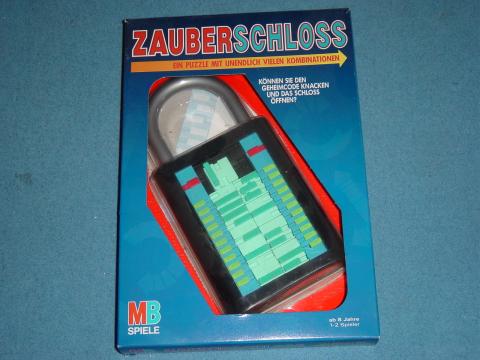 ZAUBERSCHLOSS
EIN PUZZLE MIT UNENDLICH VIELEN KOMBINATIONEN
KÖNNEN SIE DEN
GEHEIMCODE KNACKEN
UND DAS SCHLOSS
ÖFFNEN?
MB
SPIELE
ab 8 Jahre
1-2 Spieler